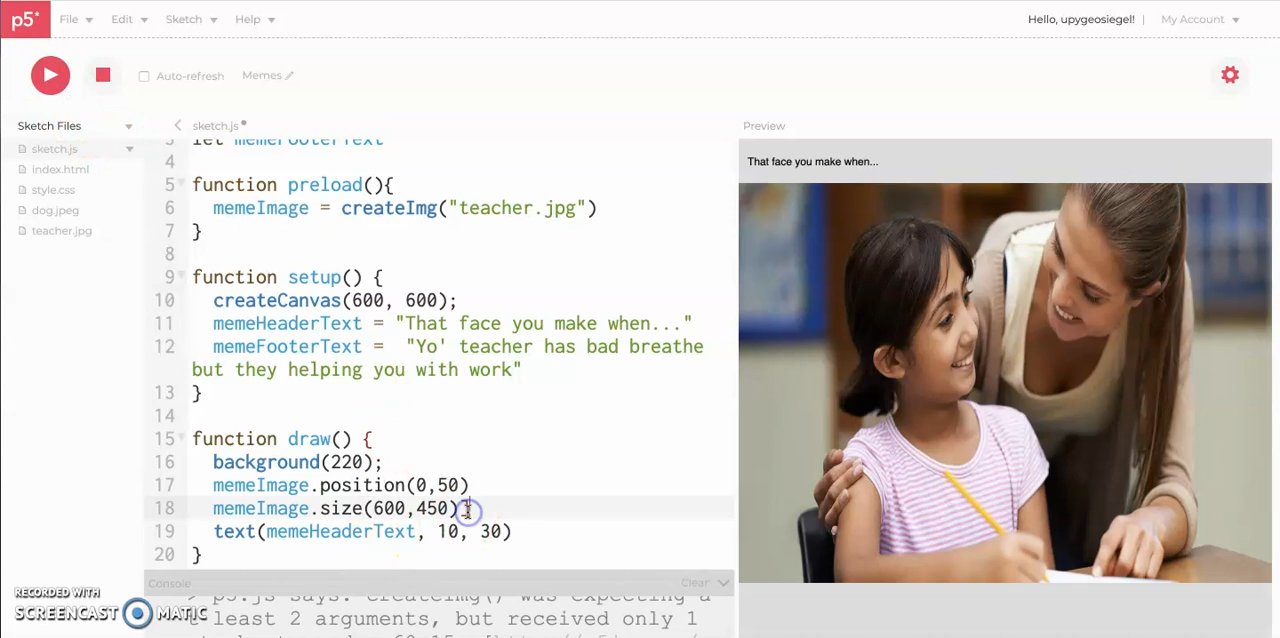 p5* File Edit Sketch Help Hello, upygeosiegel! | My Account
Auto-refresh Memes
Sketch Files sketch.js Preview
sketch.js
index.html
style.css
dog.jpeg
teacher.jpg
3 let memeFooterText
4
5 function preload(){
6 memeImage = createImg("teacher.jpg")
7 }
8
9 function setup() {
10 createCanvas(600, 600);
11 memeHeaderText = "That face you make when..."
12 memeFooterText = "Yo' teacher has bad breathe
but they helping you with work"
13 }
14
15 function draw() {
16 background(220);
17 memeImage.position(0,50)
18 memeImage.size(600,450)
19 text(memeHeaderText, 10, 30)
20 }
That face you make when...
Console Clear
> p5.js says: createImg() was expecting a
least 2 arguments, but received only 1
RECORDED WITH
SCREENCAST MATIC